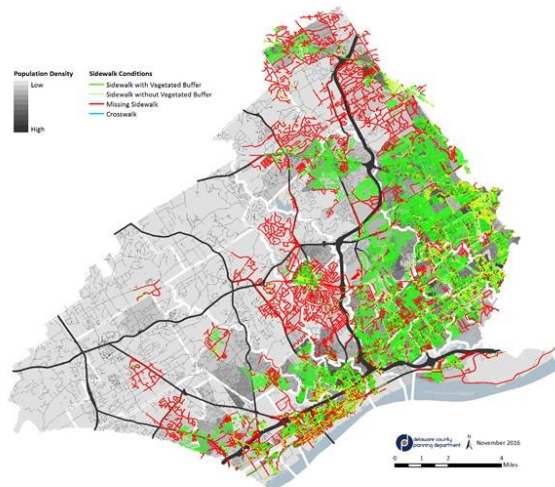 Population Density
Low
High
Sidewalk Conditions
Sidewalk with Vegetated Buffer
Sidewalk without Vegetated Buffer
Missing Sidewalk
Crosswalk
delaware county
planning department
N
November 2016
0 1 2 4
Miles